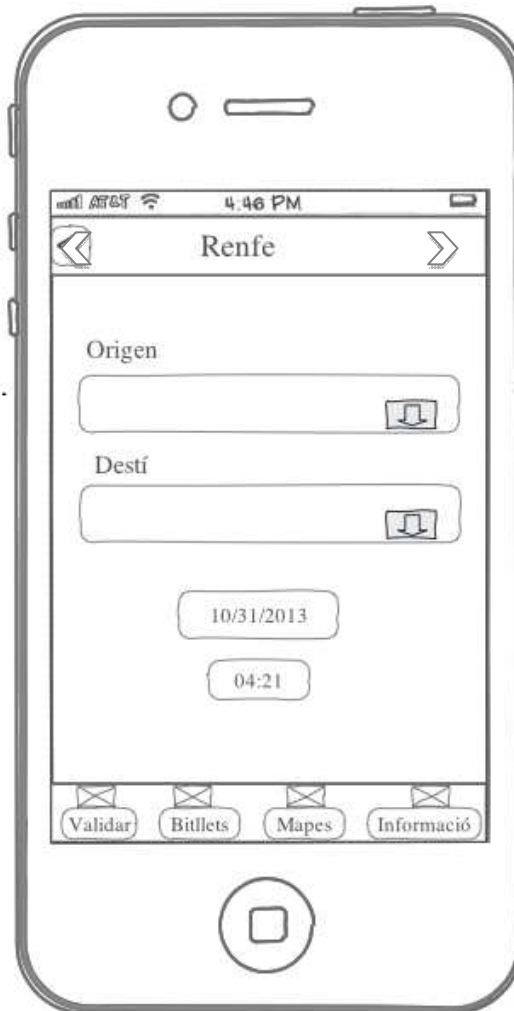 AT&T 4:46 PM
Renfe
Origen
Destí
10/31/2013
04:21
Validar Bitllets Mapes Informació